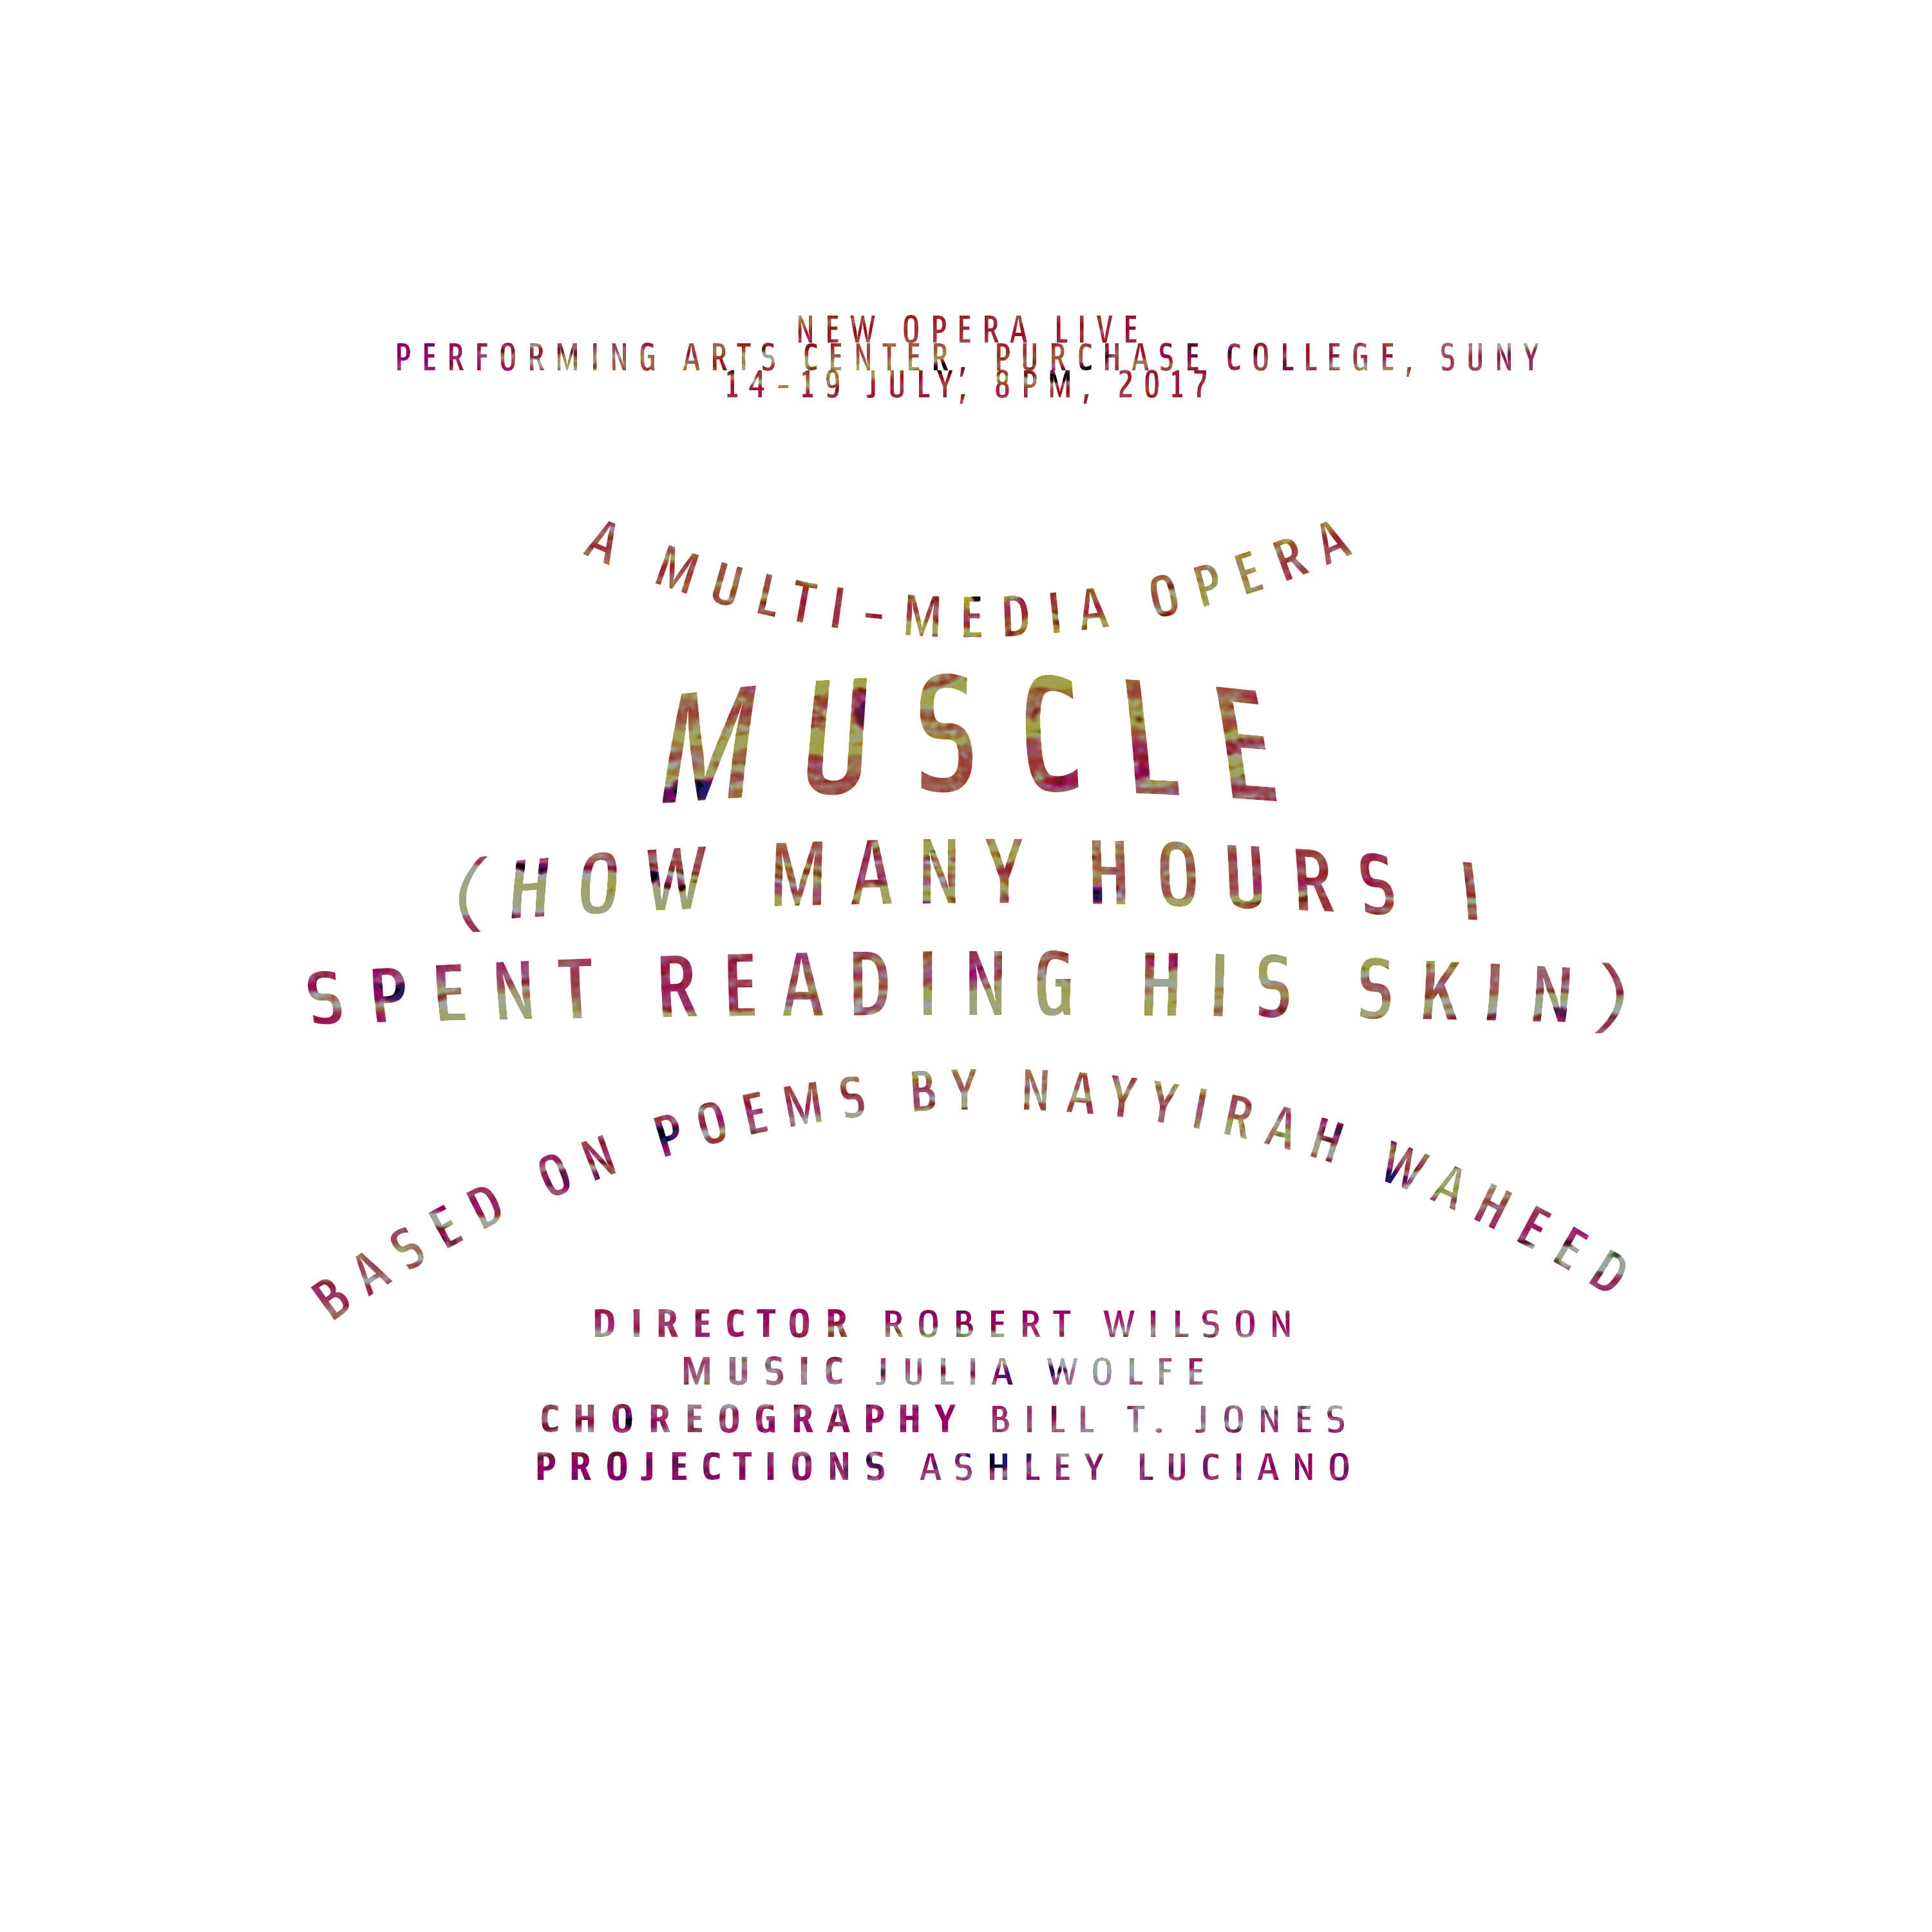 NEW OPERA LIVE
PERFORMING ARTS CENTER, PURCHASE COLLEGE, SUNY
14-19 JULY, 8PM, 2017
A MULTI-MEDIA OPERA
MUSCLE
(HOW MANY HOURS I
SPENT READING HIS SKIN)
BASED ON POEMS BY NAYYIRAH WAHEED
DIRECTOR ROBERT WILSON
MUSIC JULIA WOLFE
CHOREOGRAPHY BILL T. JONES
PROJECTIONS ASHLEY LUCIANO